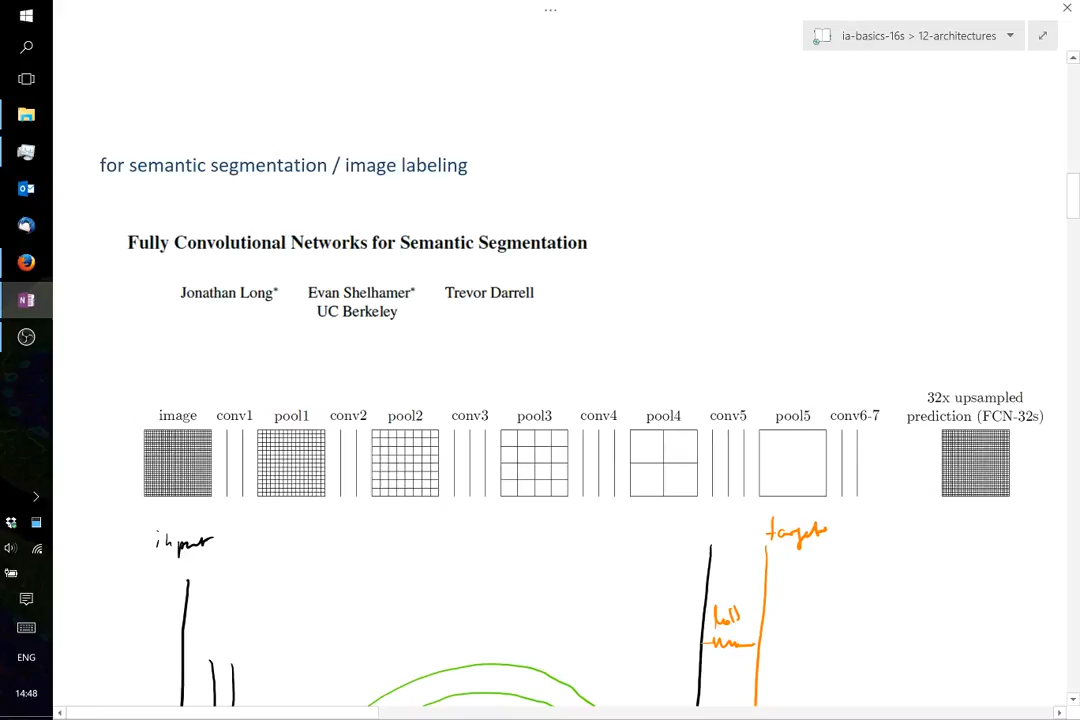 ...
ia-basics-16s > 12-architectures
for semantic segmentation / image labeling
Fully Convolutional Networks for Semantic Segmentation
Jonathan Long* Evan Shelhamer* Trevor Darrell
UC Berkeley
32x upsampled
image conv1 pool1 conv2 pool2 conv3 pool3 conv4 pool4 conv5 pool5 conv6-7 prediction (FCN-32s)
target
input
loss
ENG
14:48